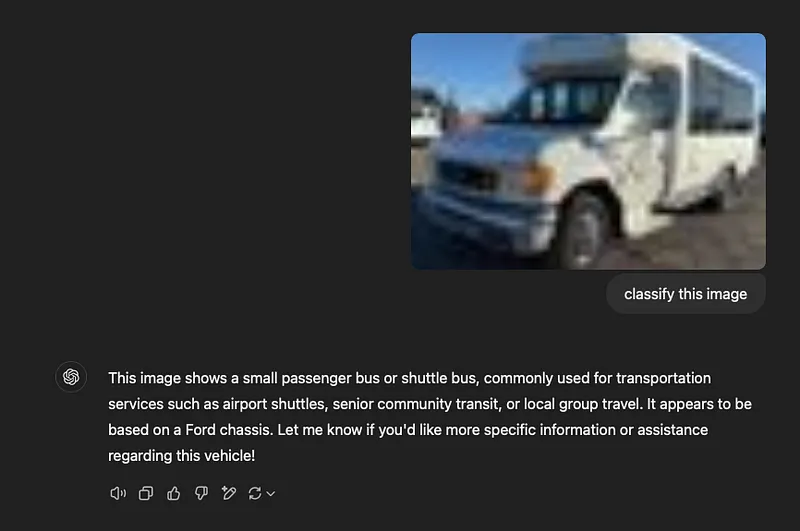 classify this image
This image shows a small passenger bus or shuttle bus, commonly used for transportation
services such as airport shuttles, senior community transit, or local group travel. It appears to be
based on a Ford chassis. Let me know if you'd like more specific information or assistance
regarding this vehicle!